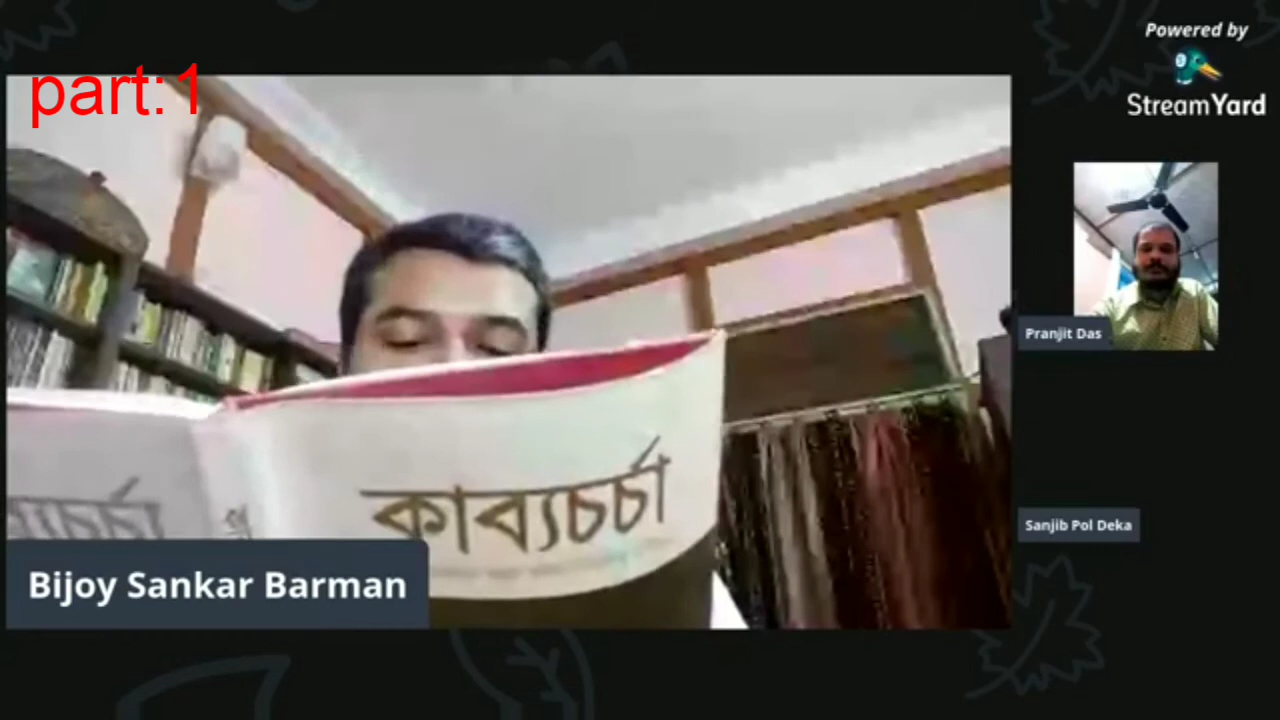 Powered by
StreamYard
part:1
Pranjit Das
কাব্যচর্চা
Sanjib Pol Deka
Bijoy Sankar Barman